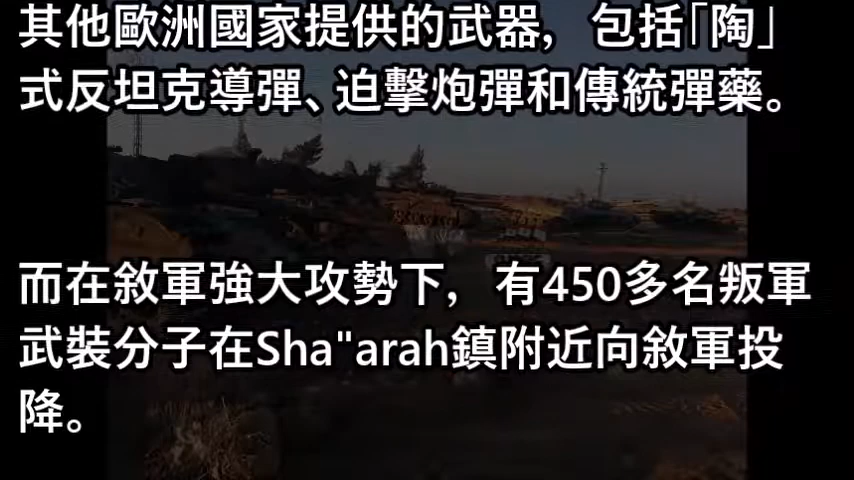 其他歐洲國家提供的武器, 包括「陶」
式反坦克導彈、迫擊炮彈和傳統彈藥。
而在敘軍強大攻勢下, 有450多名叛軍
武裝分子在Sha"arah鎮附近向敘軍投
降。